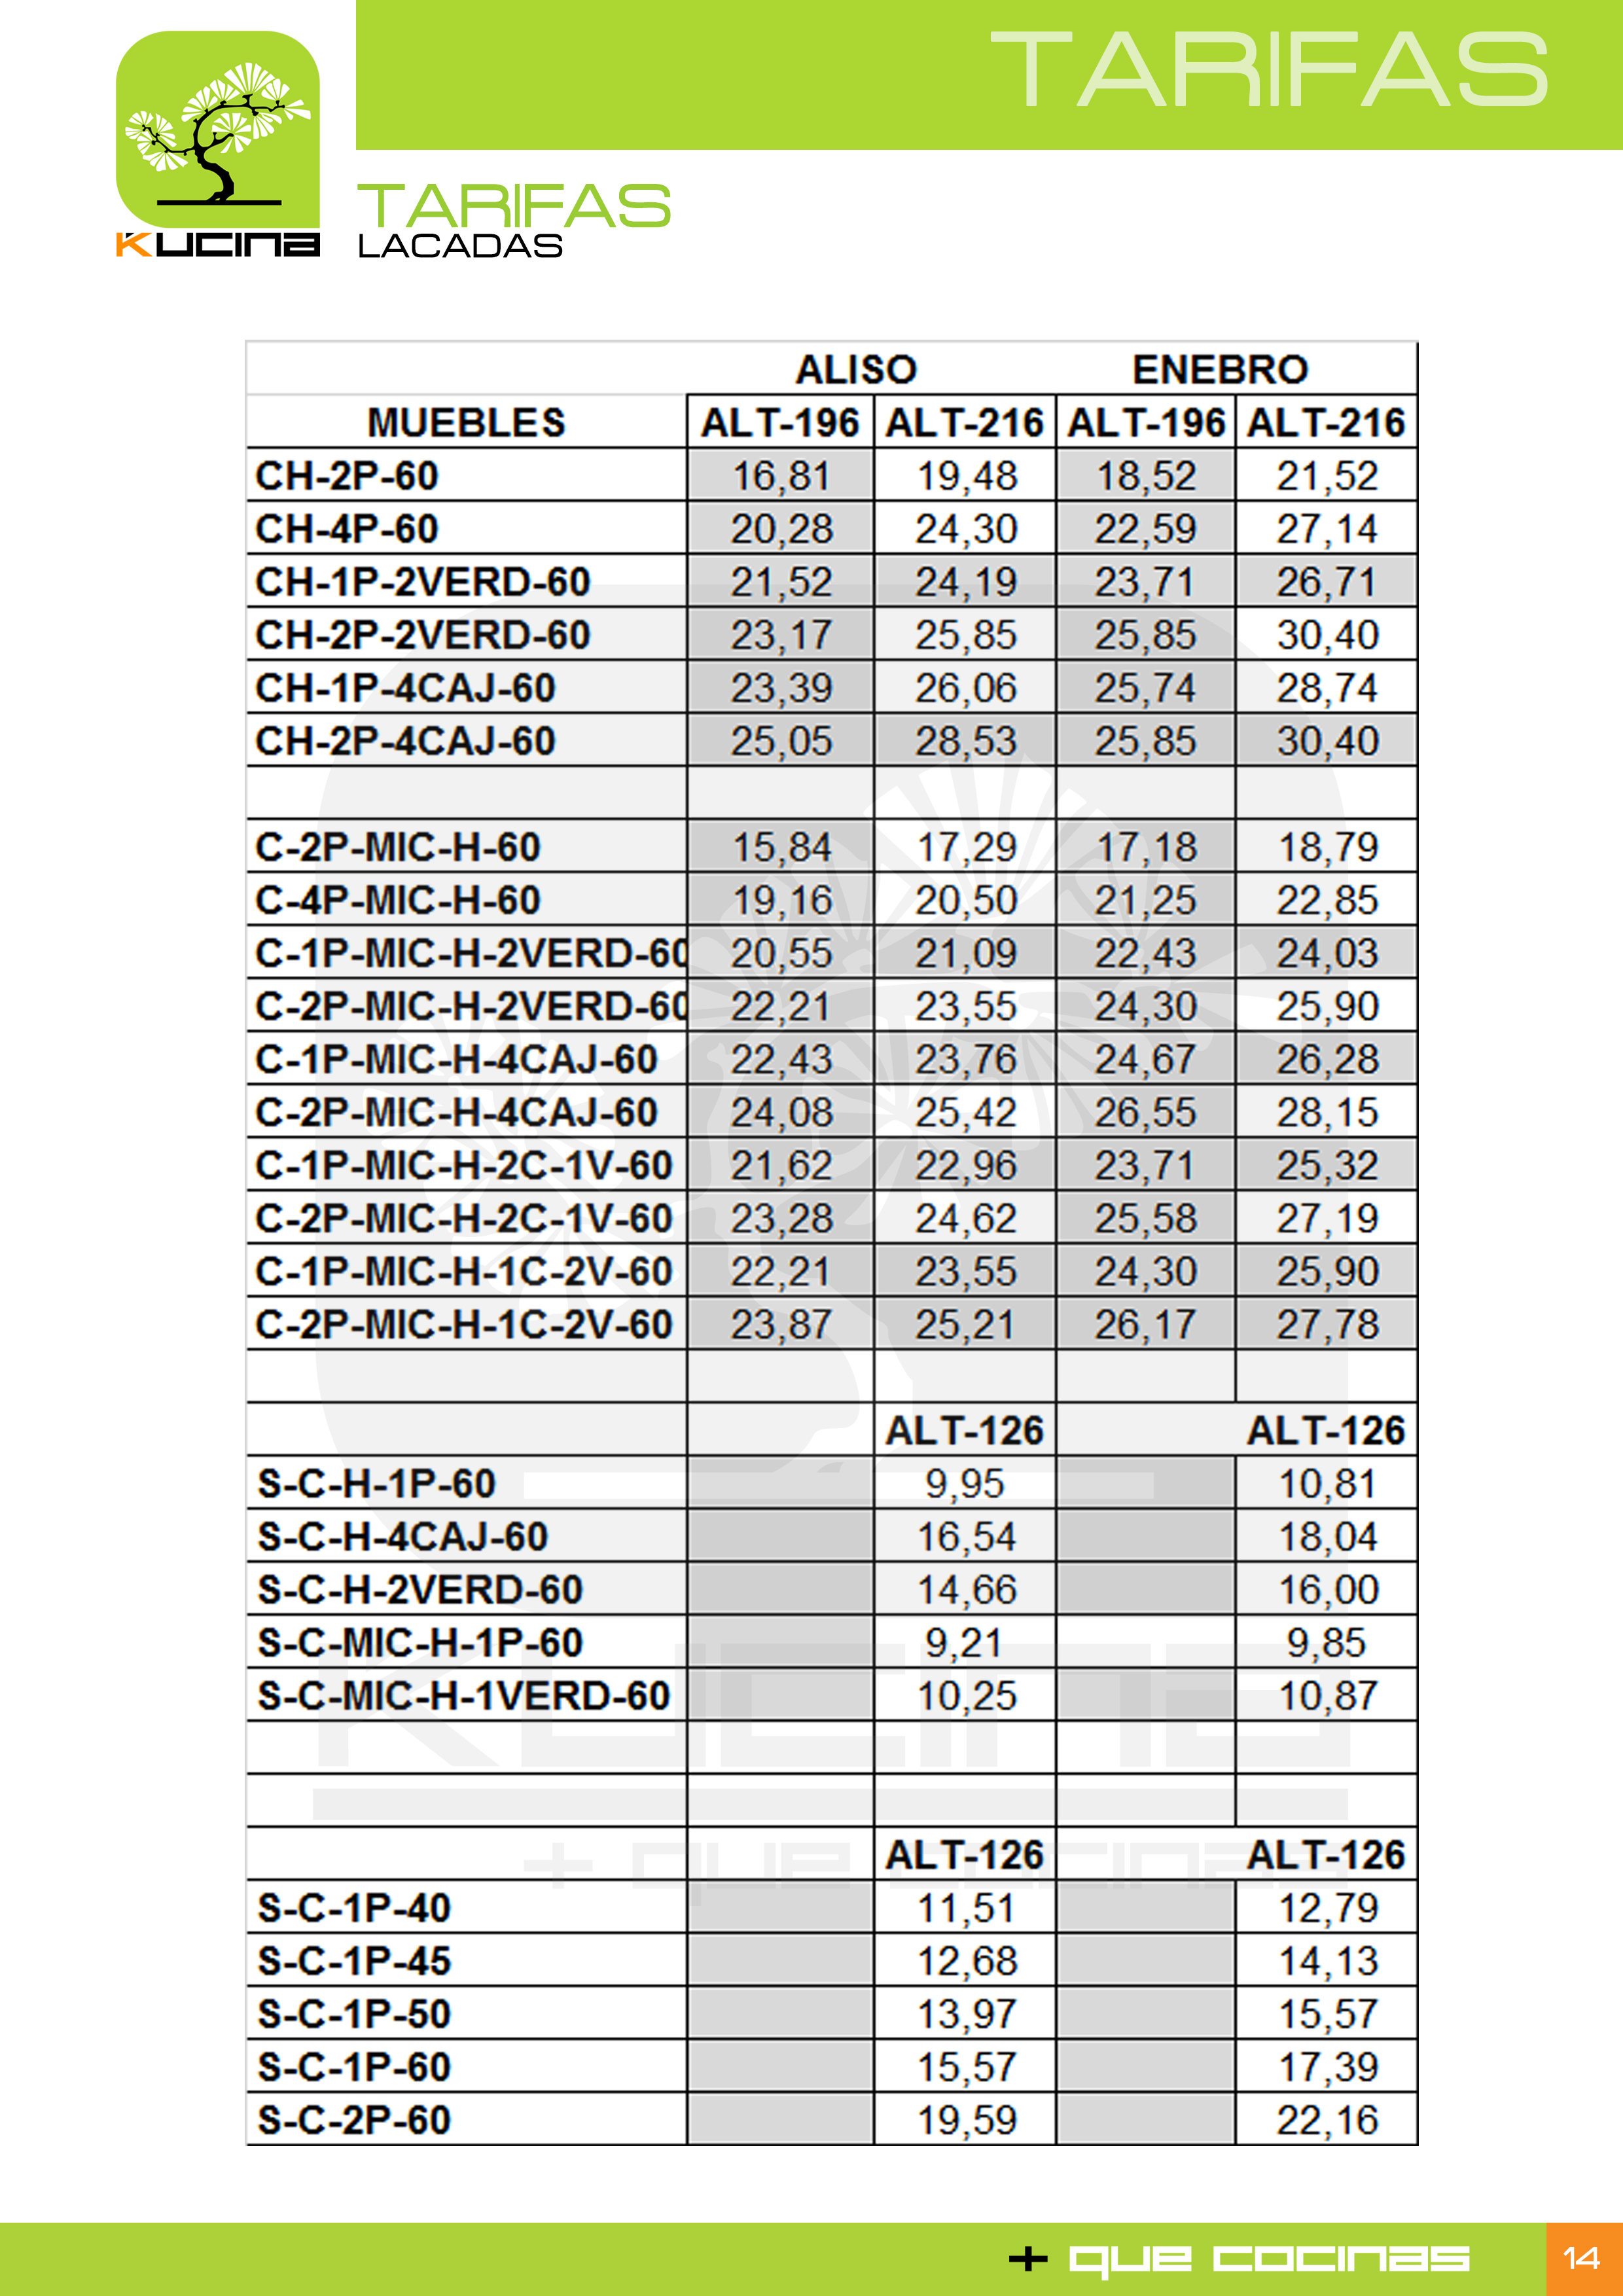 TARIFAS
KUCINA
TARIFAS
LACADAS
ALISO ENEBRO
MUEBLES ALT-196 ALT-216 ALT-196 ALT-216
CH-2P-60 16,81 19,48 18,52 21,52
CH-4P-60 20,28 24,30 22,59 27,14
CH-1P-2VERD-60 21,52 24,19 23,71 26,71
CH-2P-2VERD-60 23,17 25,85 25,85 30,40
CH-1P-4CAJ-60 23,39 26,06 25,74 28,74
CH-2P-4CAJ-60 25,05 28,53 25,85 30,40
C-2P-MIC-H-60 15,84 17,29 17,18 18,79
C-4P-MIC-H-60 19,16 20,50 21,25 22,85
C-1P-MIC-H-2VERD-60 20,55 21,09 22,43 24,03
C-2P-MIC-H-2VERD-60 22,21 23,55 24,30 25,90
C-1P-MIC-H-4CAJ-60 22,43 23,76 24,67 26,28
C-2P-MIC-H-4CAJ-60 24,08 25,42 26,55 28,15
C-1P-MIC-H-2C-1V-60 21,62 22,96 23,71 25,32
C-2P-MIC-H-2C-1V-60 23,28 24,62 25,58 27,19
C-1P-MIC-H-1C-2V-60 22,21 23,55 24,30 25,90
C-2P-MIC-H-1C-2V-60 23,87 25,21 26,17 27,78
ALT-126 ALT-126
S-C-H-1P-60 9,95 10,81
S-C-H-4CAJ-60 16,54 18,04
S-C-H-2VERD-60 14,66 16,00
S-C-MIC-H-1P-60 9,21 9,85
S-C-MIC-H-1VERD-60 10,25 10,87
KUCINA
+ que cocinas
ALT-126 ALT-126
S-C-1P-40 11,51 12,79
S-C-1P-45 12,68 14,13
S-C-1P-50 13,97 15,57
S-C-1P-60 15,57 17,39
S-C-2P-60 19,59 22,16
+ que cocinas 14